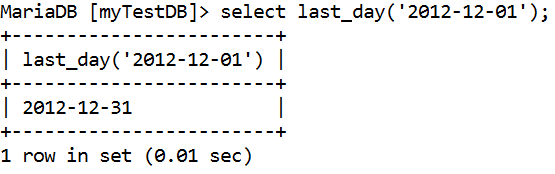 MariaDB [myTestDB]> select last_day('2012-12-01');
+------------------------+
| last_day('2012-12-01') |
+------------------------+
| 2012-12-31             |
+------------------------+
1 row in set (0.01 sec)